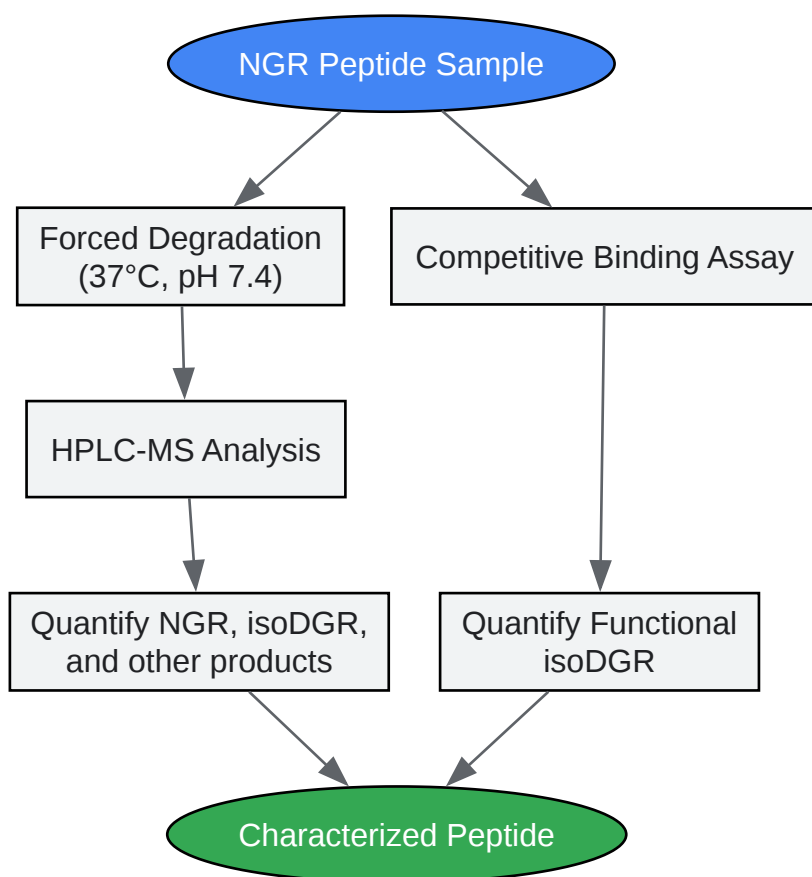 NGR Peptide Sample
Forced Degradation
(37°C, pH 7.4)
Competitive Binding Assay
HPLC-MS Analysis
Quantify NGR, isoDGR,
and other products
Quantify Functional
isoDGR
Characterized Peptide